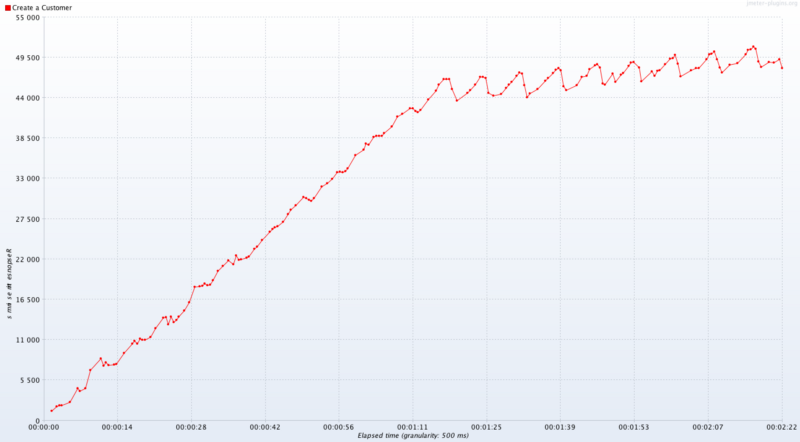 jmeter-plugins.org
Create a Customer
55 000
49 500
44 000
38 500
33 000
27 500
22 000
16 500
11 000
5 500
0
00:00:00 00:00:14 00:00:28 00:00:42 00:00:56 00:01:11 00:01:25 00:01:39 00:01:53 00:02:07 00:02:22
Elapsed time (granularity: 500 ms)